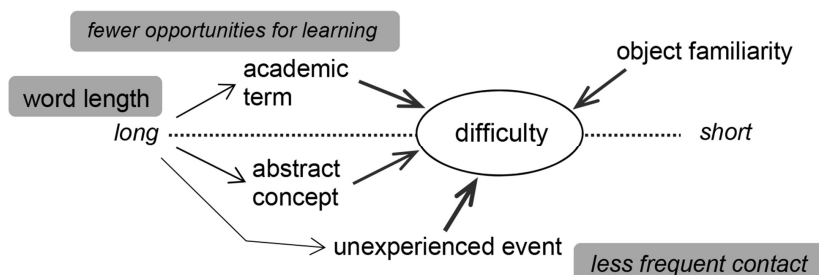 fewer opportunities for learning
object familiarity
academic
term
word length
long
difficulty
short
abstract
concept
unexperienced event
less frequent contact